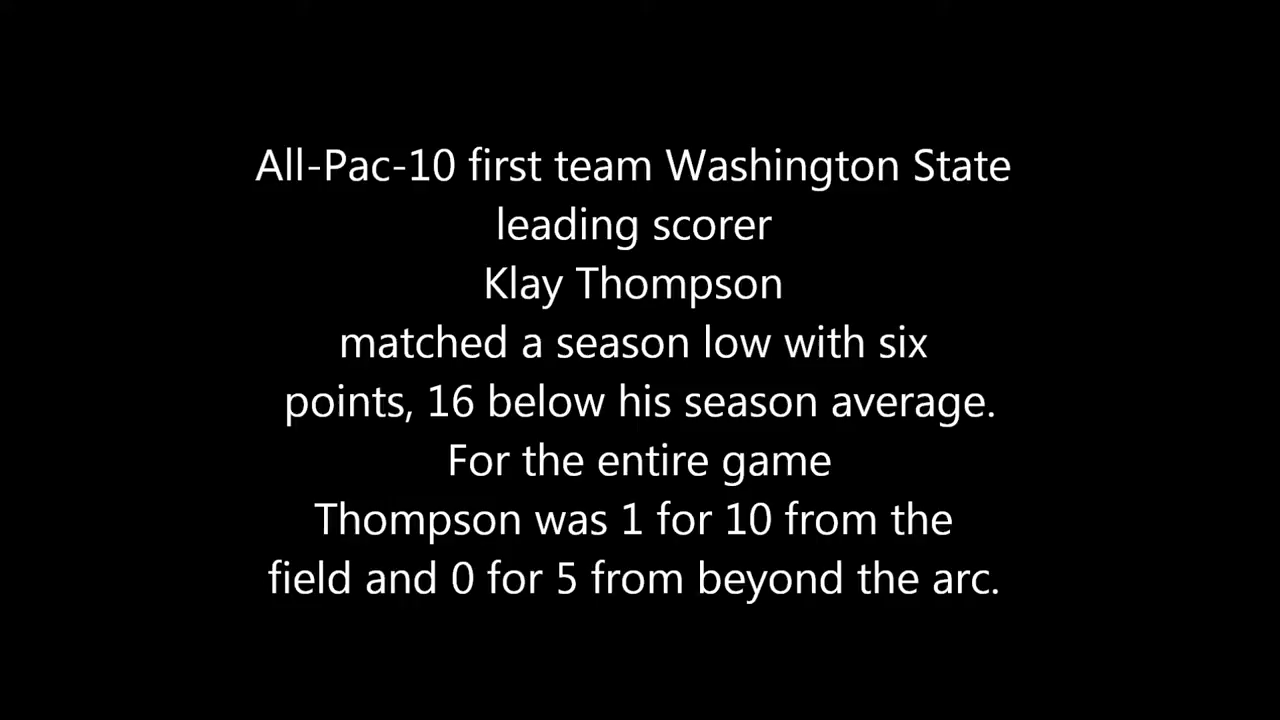 All-Pac-10 first team Washington State
leading scorer
Klay Thompson
matched a season low with six
points, 16 below his season average.
For the entire game
Thompson was 1 for 10 from the
field and 0 for 5 from beyond the arc.